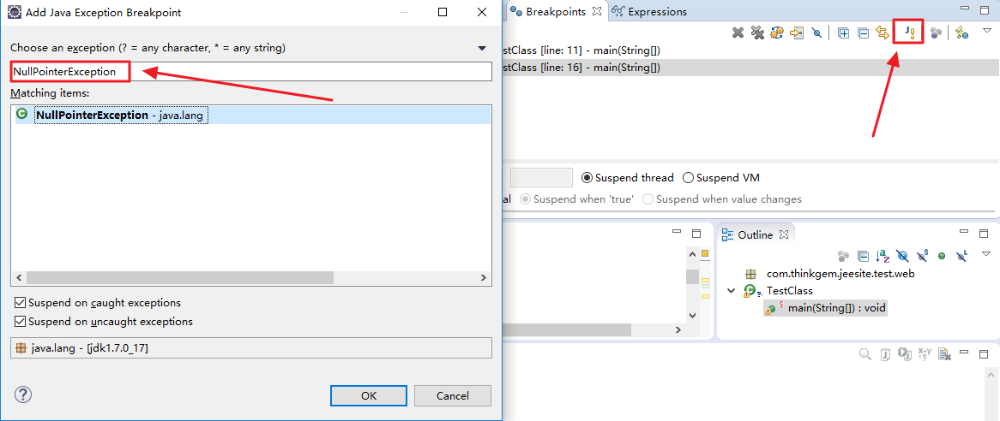 Add Java Exception Breakpoint
Choose an exception (? = any character, * = any string)
NullPointerException
Matching items:
NullPointerException - java.lang
Suspend on caught exceptions
Suspend on uncaught exceptions
java.lang - [jdk1.7.0_17]
OK
Cancel
Breakpoints
Expressions
stClass [line: 11] - main(String[])
stClass [line: 16] - main(String[])
Suspend thread
Suspend VM
al
Suspend when 'true'
Suspend when value changes
Outline
com.thinkgem.jeesite.test.web
TestClass
main(String[]) : void